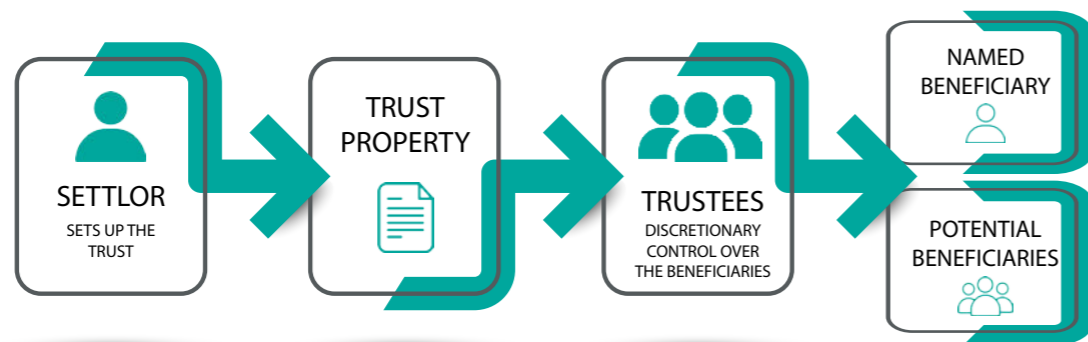 SETTLOR
SETS UP THE
TRUST
TRUST
PROPERTY
TRUSTEES
DISCRETIONARY
CONTROL OVER
THE BENEFICIARIES
NAMED
BENEFICIARY
POTENTIAL
BENEFICIARIES